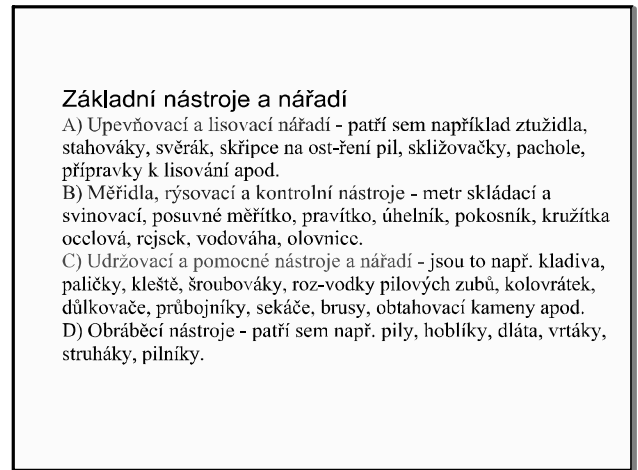 Základní nástroje a nářadí
A) Upevňovací a lisovací nářadí - patří sem například ztužidla,
stahováky, svěrák, skřipce na ost-ření pil, skližovačky, pachole,
přípravky k lisování apod.
B) Měřidla, rýsovací a kontrolní nástroje - metr skládací a
svinovací, posuvné měřítko, pravítko, úhelník, pokosník, kružítka
ocelová, rejsek, vodováha, olovnice.
C) Udržovací a pomocné nástroje a nářadí - jsou to např. kladiva,
paličky, kleště, šroubováky, roz-vodky pilových zubů, kolovrátek,
důlkovače, průbojníky, sekáče, brusy, obtahovací kameny apod.
D) Obráběcí nástroje - patří sem např. pily, hoblíky, dláta, vrtáky,
struháky, pilníky.